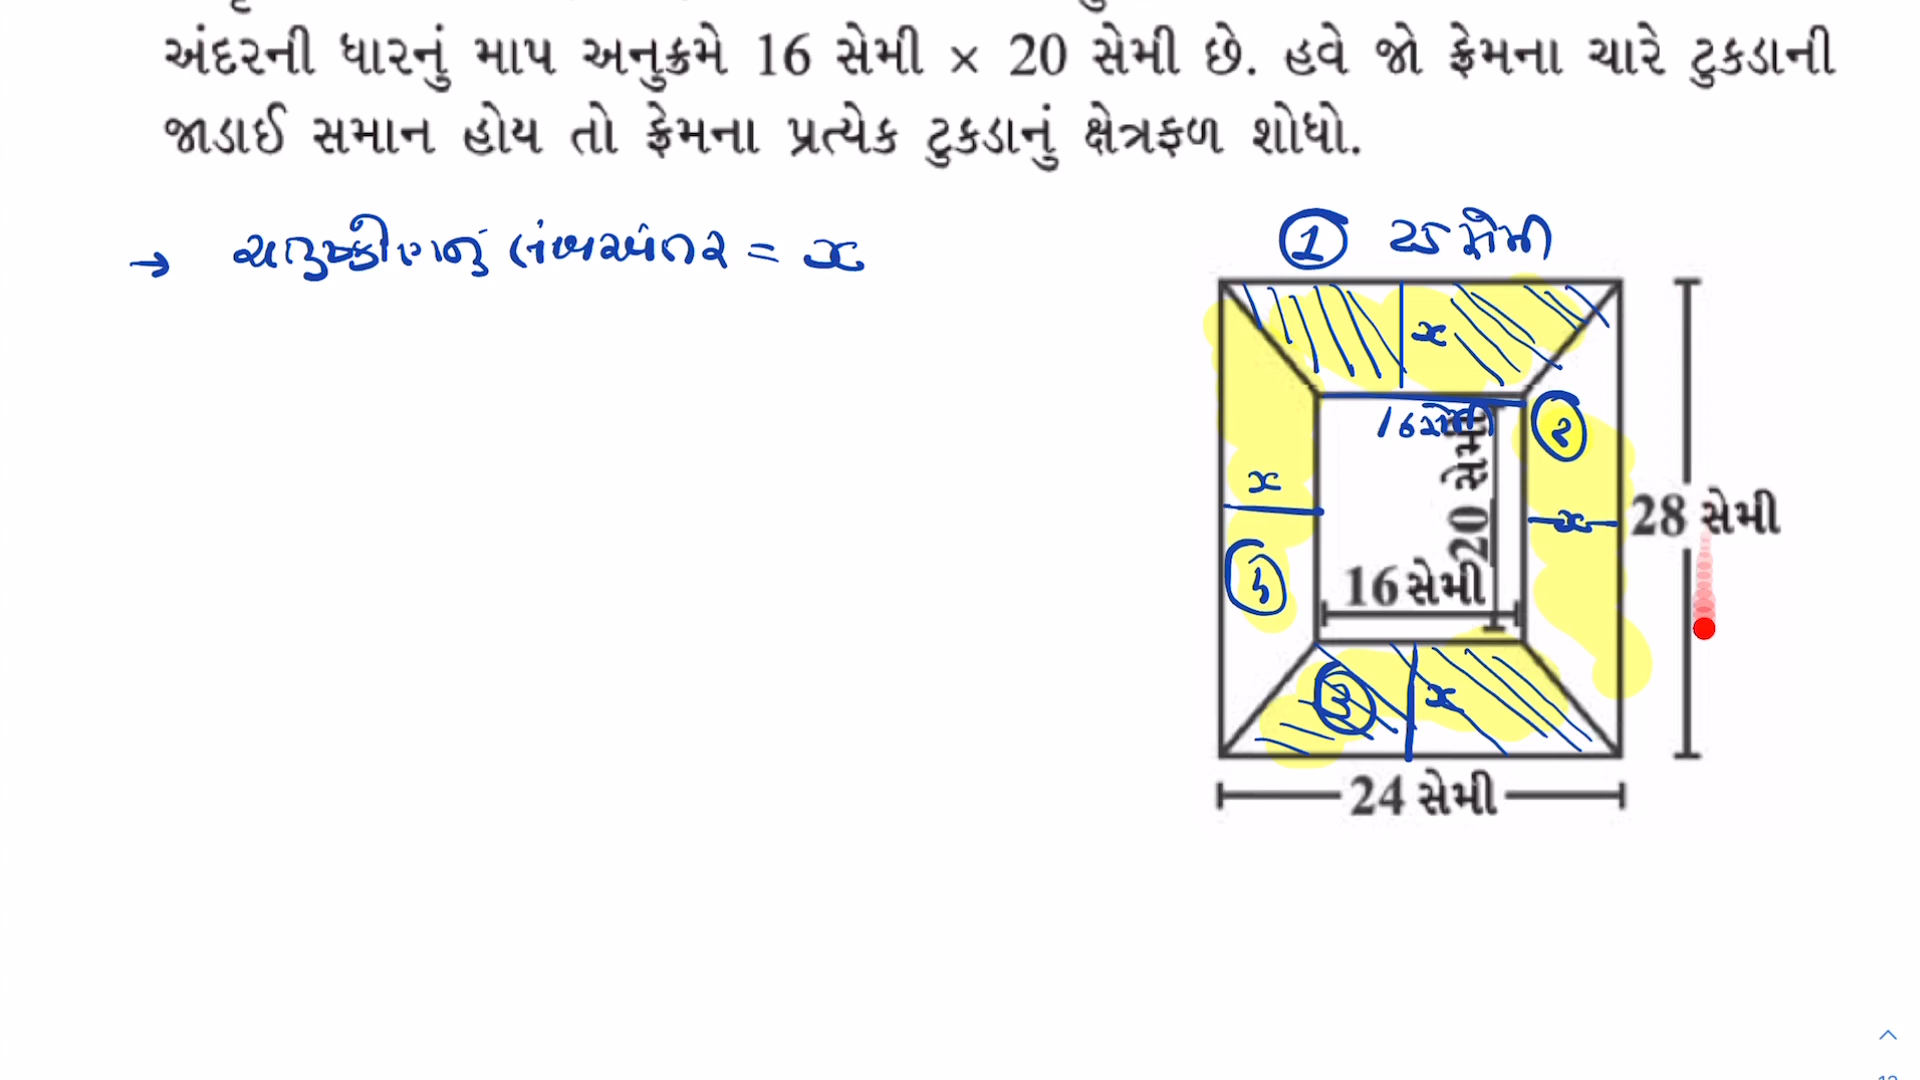 અંદરની ધારનું માપ અનુક્રમે 16 સેમી × 20 સેમી છે. હવે જો ફ્રેમના ચારે ટુકડાની
જાડાઈ સમાન હોય તો ફ્રેમના પ્રત્યેક ટુકડાનું ક્ષેત્રફળ શોધો.
→ ચતુષ્કોણનું લંબઅંતર = x
1 24 સેમી
x
16 સેમી
2
20 સેમી
x
x
28 સેમી
16 સેમી
3
x
24 સેમી